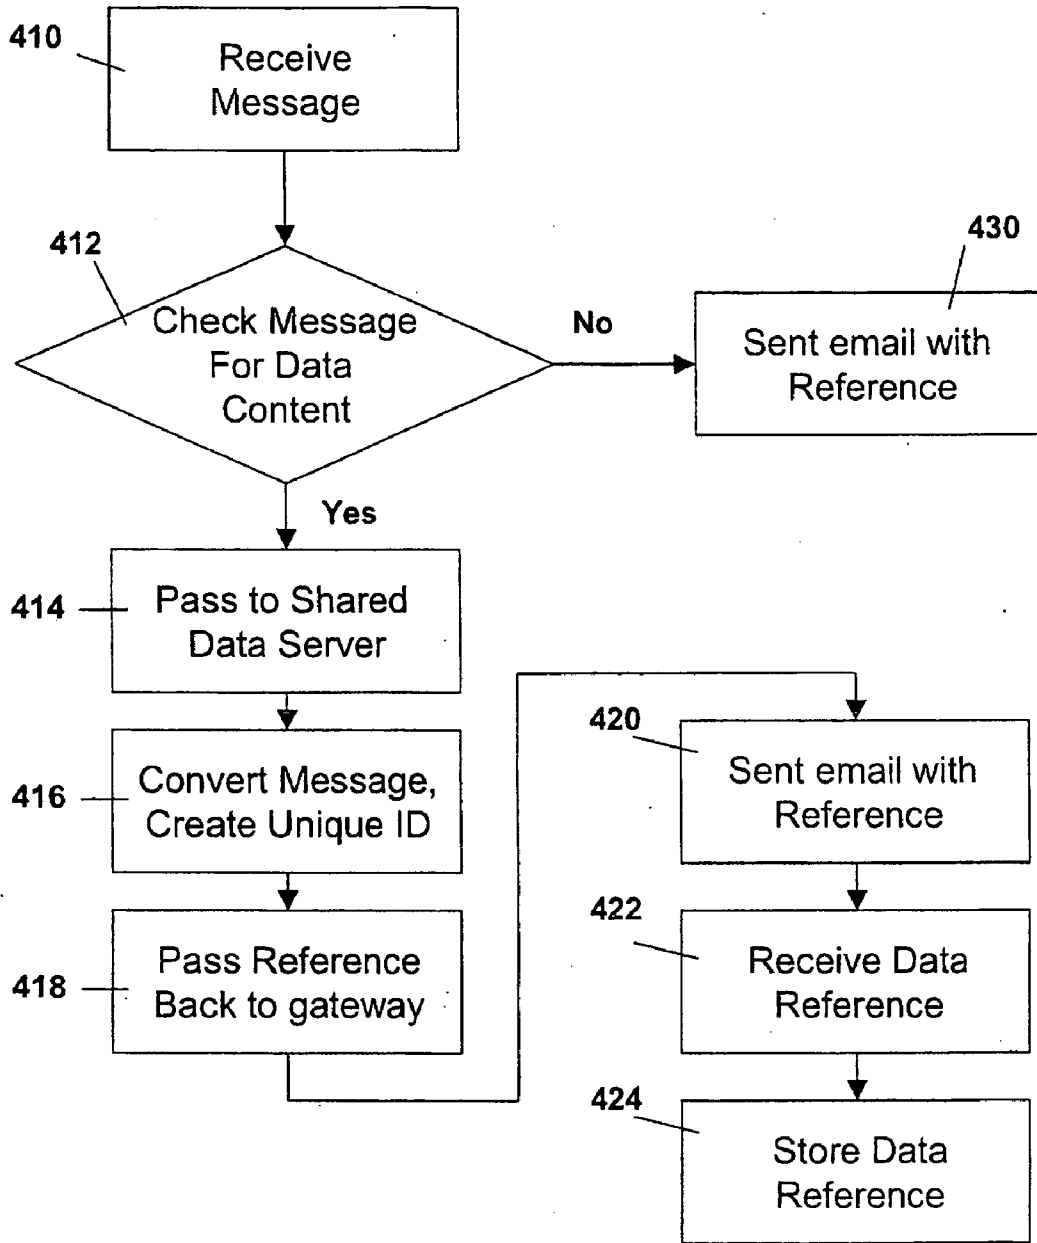 410
Receive
Message
412
Check Message
For Data
Content
No
430
Sent email with
Reference
Yes
414
Pass to Shared
Data Server
416
Convert Message,
Create Unique ID
418
Pass Reference
Back to gateway
420
Sent email with
Reference
422
Receive Data
Reference
424
Store Data
Reference